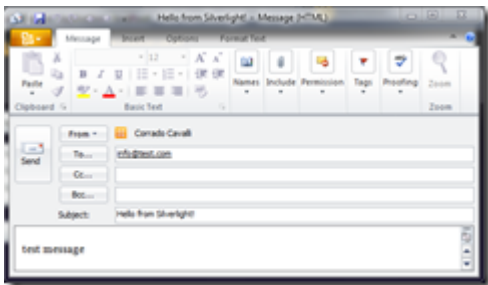 Hello from Silverlight! - Message (HTML)
Message Insert Options Format Text
12
Paste
B I U
Names Include Permission Tags Proofing Zoom
Clipboard Basic Text Zoom
From Corrado Cavalli
Send
To... info@test.com
Cc...
Bcc...
Subject: Hello from Silverlight!
test message